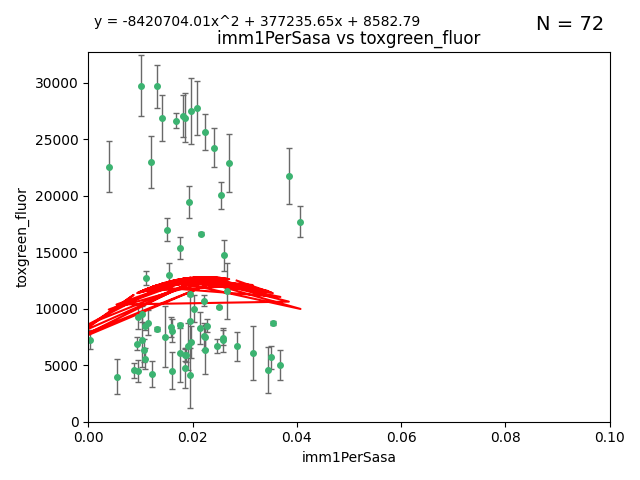 y = -8420704.01x^2 + 377235.65x + 8582.79
N = 72
imm1PerSasa vs toxgreen_fluor
30000
25000
20000
15000
10000
5000
0
toxgreen_fluor
0.00 0.02 0.04 0.06 0.08 0.10
imm1PerSasa